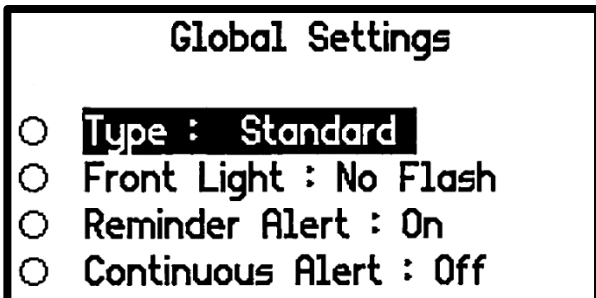 Global Settings
Type : Standard
Front Light : No Flash
Reminder Alert : On
Continuous Alert : Off